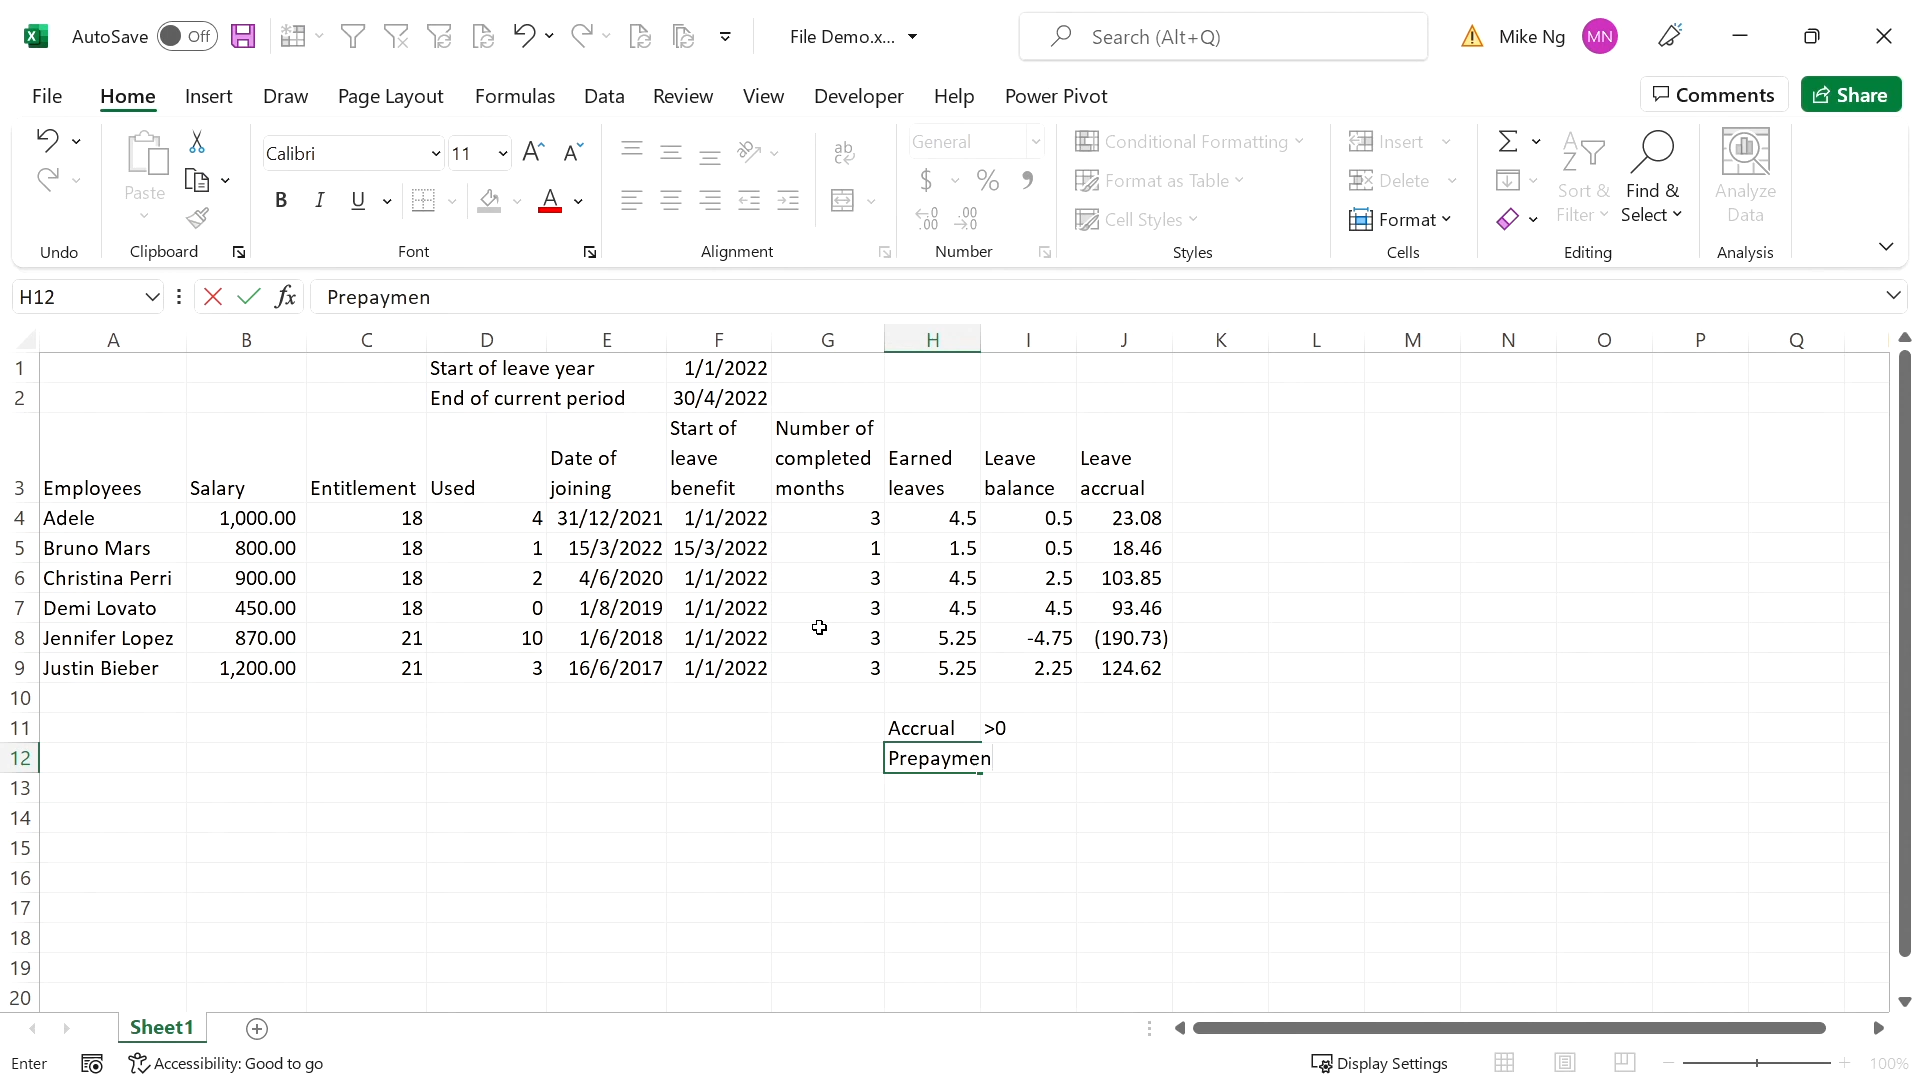 AutoSave Off File Demo.x... Search (Alt+Q) Mike Ng MN
File Home Insert Draw Page Layout Formulas Data Review View Developer Help Power Pivot Comments Share
Calibri 11 General Conditional Formatting Insert
Paste Format as Table Delete Sort & Filter Find & Select Analyze Data
B I U $ % Cell Styles Format
Undo Clipboard Font Alignment Number Styles Cells Editing Analysis
H12 fx Prepaymen
A B C D E F G H I J K L M N O P Q
1 Start of leave year 1/1/2022
2 End of current period 30/4/2022
3 Employees Salary Entitlement Used Date of joining Start of leave benefit Number of completed months Earned leaves Leave balance Leave accrual
4 Adele 1,000.00 18 4 31/12/2021 1/1/2022 3 4.5 0.5 23.08
5 Bruno Mars 800.00 18 1 15/3/2022 15/3/2022 1 1.5 0.5 18.46
6 Christina Perri 900.00 18 2 4/6/2020 1/1/2022 3 4.5 2.5 103.85
7 Demi Lovato 450.00 18 0 1/8/2019 1/1/2022 3 4.5 4.5 93.46
8 Jennifer Lopez 870.00 21 10 1/6/2018 1/1/2022 3 5.25 -4.75 (190.73)
9 Justin Bieber 1,200.00 21 3 16/6/2017 1/1/2022 3 5.25 2.25 124.62
10
11 Accrual >0
12 Prepaymen
13
14
15
16
17
18
19
20
Sheet1
Enter Accessibility: Good to go Display Settings 100%